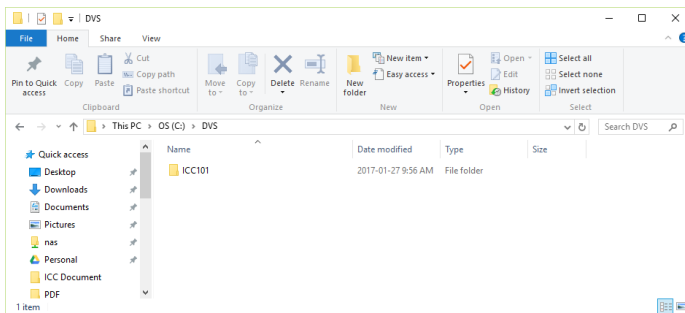 DVS
File Home Share View
Pin to Quick access
Copy
Paste
Cut
Copy path
Paste shortcut
Clipboard
Move to
Copy to
Delete
Rename
Organize
New folder
New item
Easy access
New
Properties
Open
Edit
History
Open
Select all
Select none
Invert selection
Select
This PC > OS (C:) > DVS
Search DVS
Name Date modified Type Size
Quick access
Desktop
Downloads
Documents
Pictures
nas
Personal
ICC Document
PDF
ICC101 2017-01-27 9:56 AM File folder
1 item